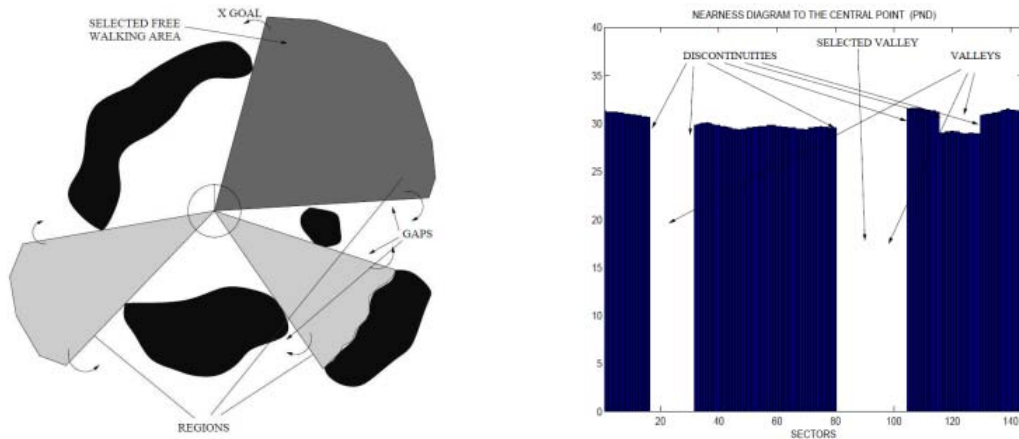 X GOAL
SELECTED FREE
WALKING AREA
GAPS
REGIONS
NEARNESS DIAGRAM TO THE CENTRAL POINT (PND)
40
SELECTED VALLEY
DISCONTINUITIES
VALLEYS
35
30
25
20
15
10
5
0
20
40
60
80
100
120
140
SECTORS